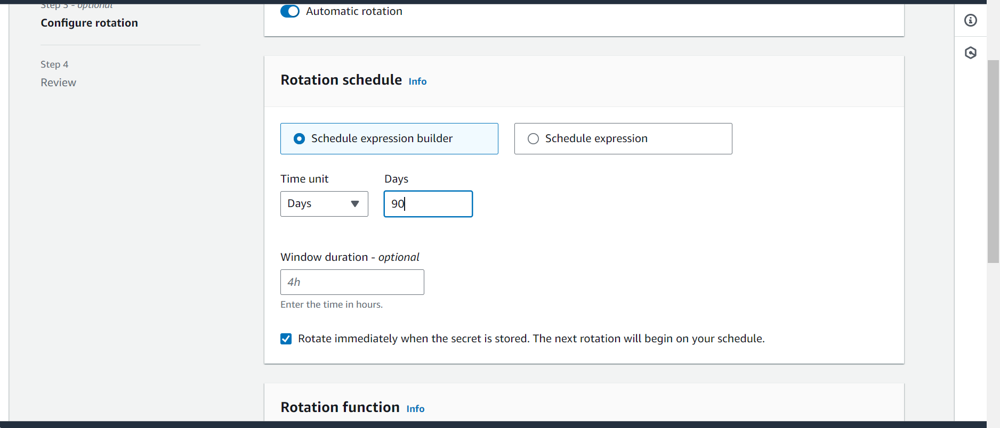 Step 3 - optional
Configure rotation
Step 4
Review
Automatic rotation
Rotation schedule Info
Schedule expression builder
Schedule expression
Time unit
Days
Days
90
Window duration - optional
4h
Enter the time in hours.
Rotate immediately when the secret is stored. The next rotation will begin on your schedule.
Rotation function Info